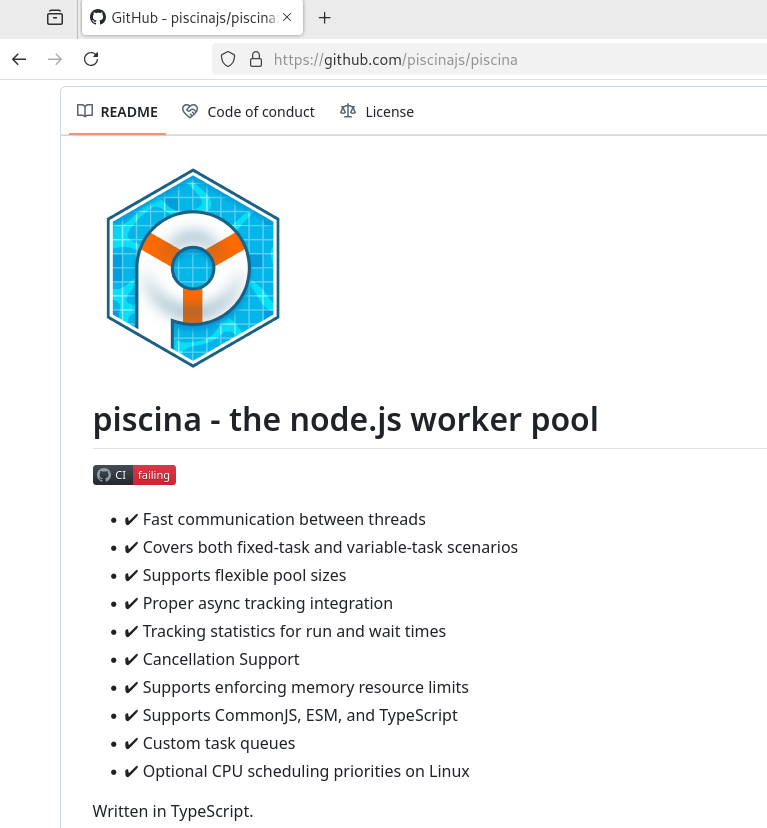 GitHub - piscinajs/piscina:
https://github.com/piscinajs/piscina
README Code of conduct License
piscina - the node.js worker pool
CI failing
✔ Fast communication between threads
✔ Covers both fixed-task and variable-task scenarios
✔ Supports flexible pool sizes
✔ Proper async tracking integration
✔ Tracking statistics for run and wait times
✔ Cancellation Support
✔ Supports enforcing memory resource limits
✔ Supports CommonJS, ESM, and TypeScript
✔ Custom task queues
✔ Optional CPU scheduling priorities on Linux
Written in TypeScript.